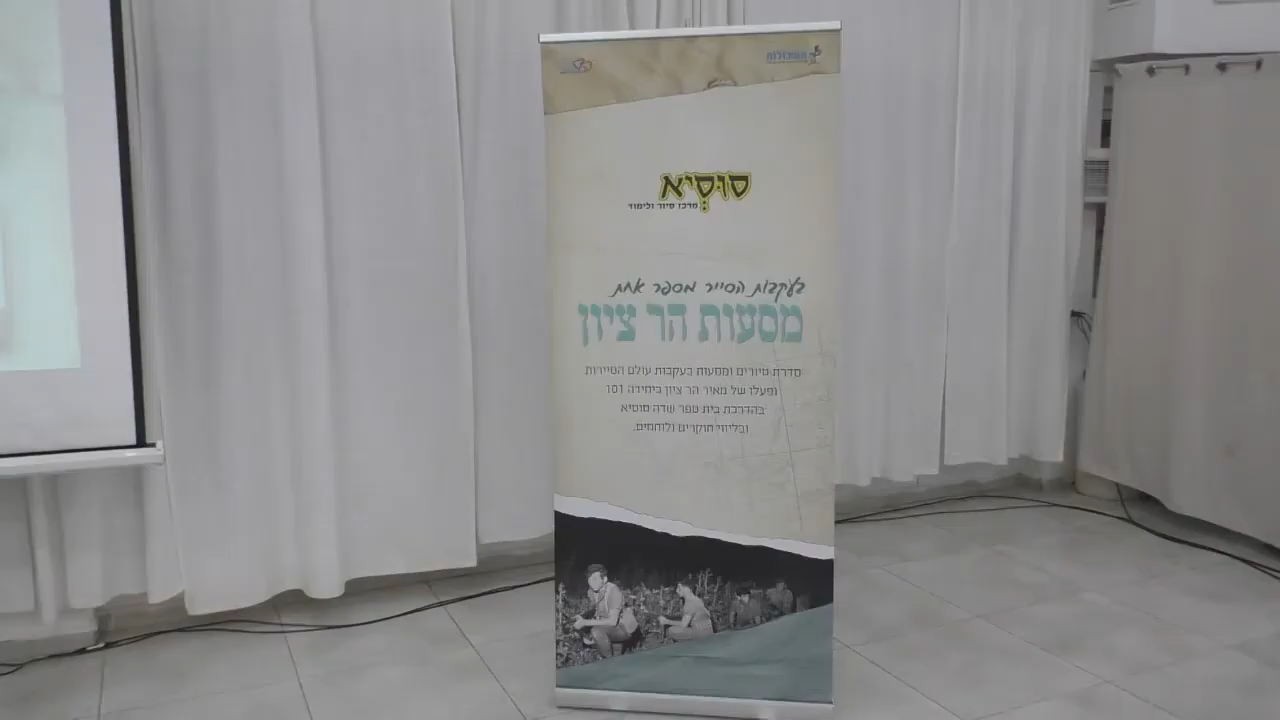 סוּסְיָא
מרכז סיור ולימוד
בעקבות הסייר מספר אחת
מסעות הר ציון
סדרת סיורים ומסעות בעקבות עולם הסיירות
ופעלו של מאיר הר ציון ביחידה 101
בהדרכת בית ספר שדה סוסיא
ובליווי חוקרים ולוחמים.